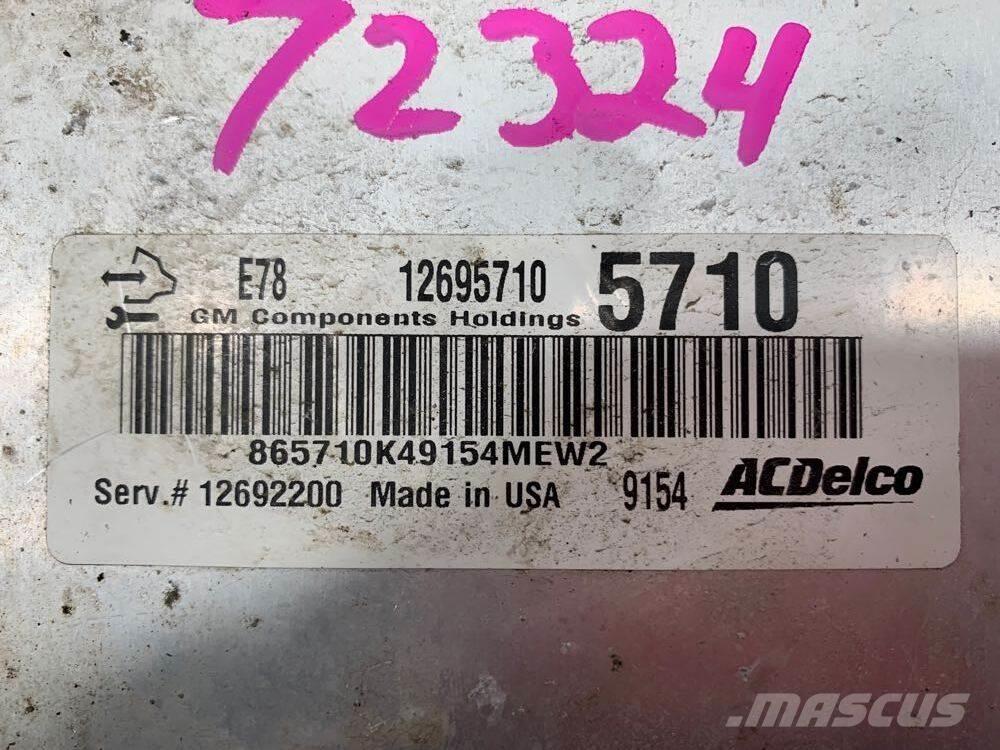 72324
E78 12695710 5710
GM Components Holdings
865710K49154MEW2
Serv.# 12692200 Made in USA 9154 ACDelco
MASCUS